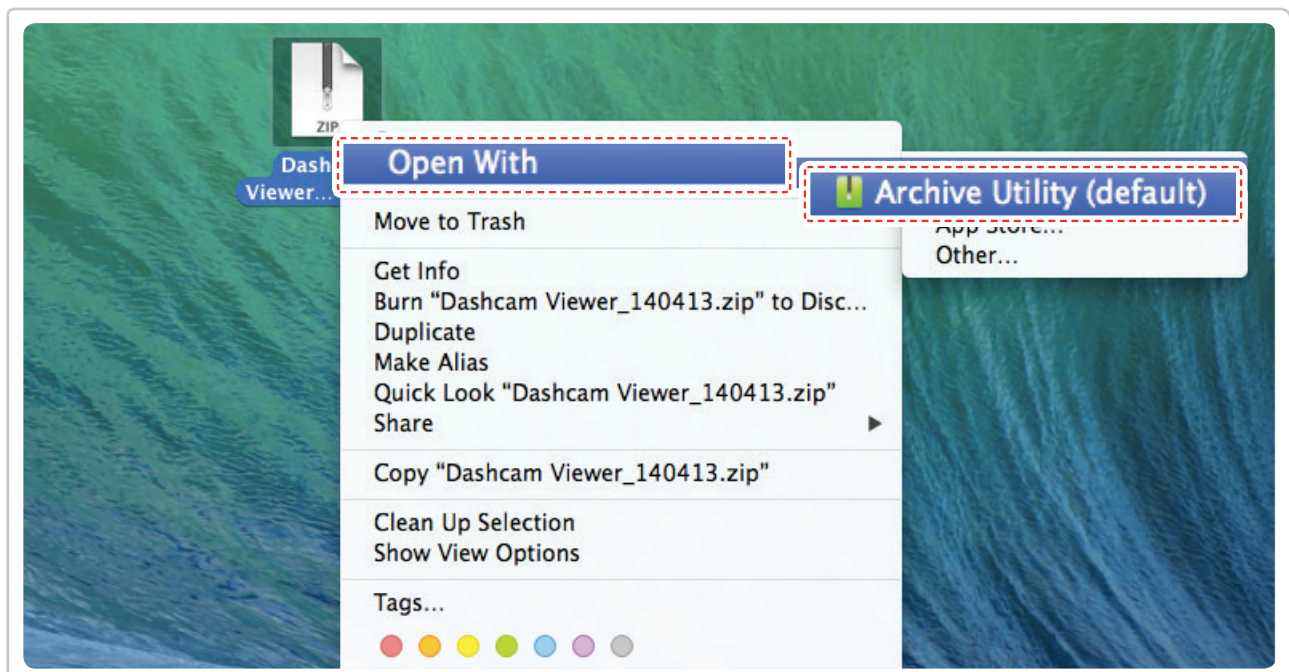 ZIP
Dash
Viewer...
Open With
Archive Utility (default)
App Store...
Other...
Move to Trash
Get Info
Burn “Dashcam Viewer_140413.zip” to Disc...
Duplicate
Make Alias
Quick Look “Dashcam Viewer_140413.zip”
Share
Copy “Dashcam Viewer_140413.zip”
Clean Up Selection
Show View Options
Tags...